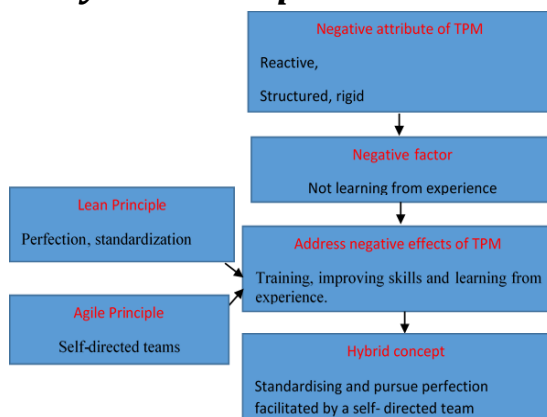 Negative attribute of TPM
Reactive,
Structured, rigid
Negative factor
Not learning from experience
Lean Principle
Perfection, standardization
Address negative effects of TPM
Training, improving skills and learning from
experience.
Agile Principle
Self-directed teams
Hybrid concept
Standardising and pursue perfection
facilitated by a self- directed team